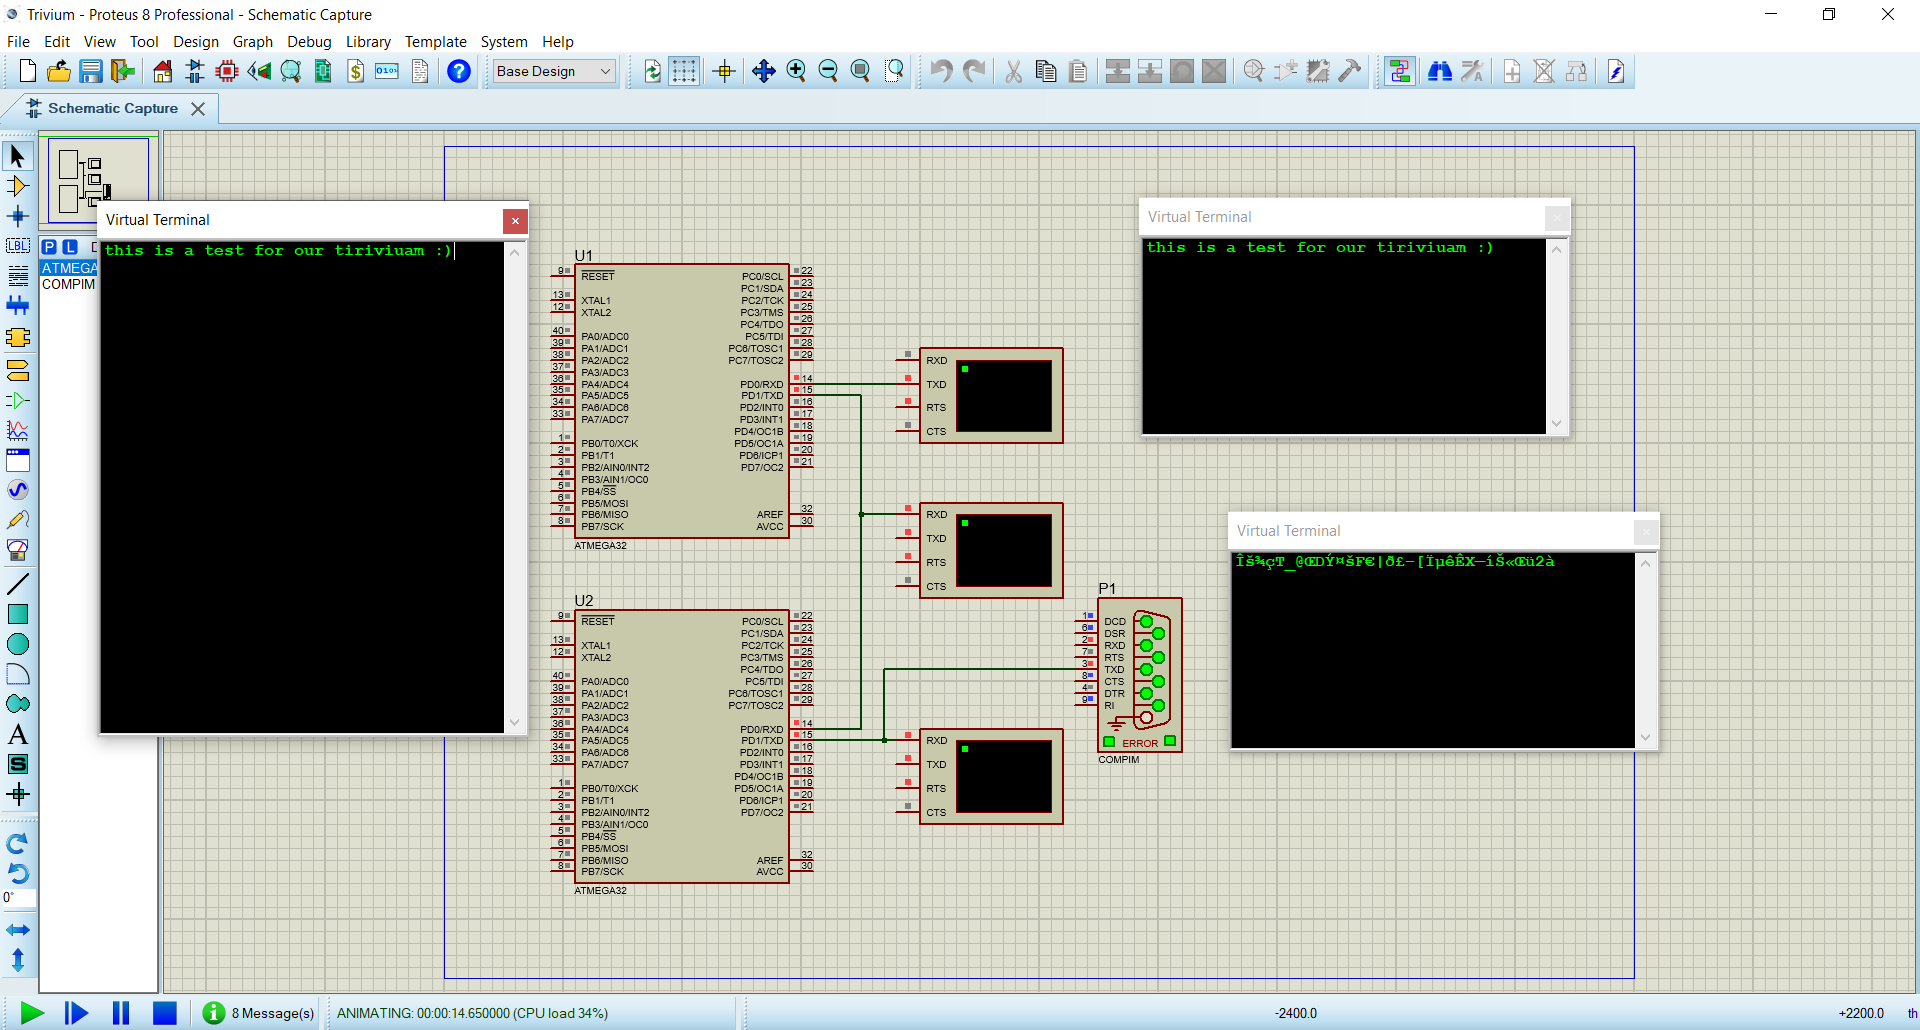 Trivium - Proteus 8 Professional - Schematic Capture
File Edit View Tool Design Graph Debug Library Template System Help
Base Design
Schematic Capture
P L D
ATMEGA
COMPIM
Virtual Terminal
this is a test for our tiriviuam :)
Virtual Terminal
this is a test for our tiriviuam :)
Virtual Terminal
Îš¾çT_@ŒDÝ¤šF€|ð£–[ÏµêÊX—íŠ«Œü2à
U1
9 RESET
13 XTAL1
12 XTAL2
40 PA0/ADC0
39 PA1/ADC1
38 PA2/ADC2
37 PA3/ADC3
36 PA4/ADC4
35 PA5/ADC5
34 PA6/ADC6
33 PA7/ADC7
1 PB0/T0/XCK
2 PB1/T1
3 PB2/AIN0/INT2
4 PB3/AIN1/OC0
5 PB4/SS
6 PB5/MOSI
7 PB6/MISO
8 PB7/SCK
PC0/SCL 22
PC1/SDA 23
PC2/TCK 24
PC3/TMS 25
PC4/TDO 26
PC5/TDI 27
PC6/TOSC1 28
PC7/TOSC2 29
PD0/RXD 14
PD1/TXD 15
PD2/INT0 16
PD3/INT1 17
PD4/OC1B 18
PD5/OC1A 19
PD6/ICP1 20
PD7/OC2 21
AREF 32
AVCC 30
ATMEGA32
RXD
TXD
RTS
CTS
RXD
TXD
RTS
CTS
U2
9 RESET
13 XTAL1
12 XTAL2
40 PA0/ADC0
39 PA1/ADC1
38 PA2/ADC2
37 PA3/ADC3
36 PA4/ADC4
35 PA5/ADC5
34 PA6/ADC6
33 PA7/ADC7
1 PB0/T0/XCK
2 PB1/T1
3 PB2/AIN0/INT2
4 PB3/AIN1/OC0
5 PB4/SS
6 PB5/MOSI
7 PB6/MISO
8 PB7/SCK
PC0/SCL 22
PC1/SDA 23
PC2/TCK 24
PC3/TMS 25
PC4/TDO 26
PC5/TDI 27
PC6/TOSC1 28
PC7/TOSC2 29
PD0/RXD 14
PD1/TXD 15
PD2/INT0 16
PD3/INT1 17
PD4/OC1B 18
PD5/OC1A 19
PD6/ICP1 20
PD7/OC2 21
AREF 32
AVCC 30
ATMEGA32
RXD
TXD
RTS
CTS
P1
1 DCD
6 DSR
2 RXD
7 RTS
3 TXD
8 CTS
4 DTR
9 RI
ERROR
COMPIM
LBL
A
S
0°
8 Message(s)
ANIMATING: 00:00:14.650000 (CPU load 34%)
-2400.0
+2200.0
th